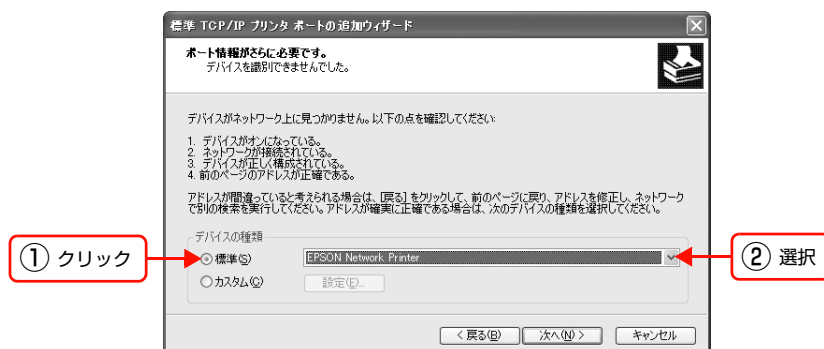 標準 TCP/IP プリンタ ポートの追加ウィザード
ポート情報がさらに必要です。
デバイスを識別できませんでした。
デバイスがネットワーク上に見つかりません。以下の点を確認してください:
1. デバイスがオンになっている。
2. ネットワークが接続されている。
3. デバイスが正しく構成されている。
4. 前のページのアドレスが正確である。
アドレスが間違っていると考えられる場合は、[戻る] をクリックして、前のページに戻り、アドレスを修正し、ネットワーク
で別の検索を実行してください。アドレスが確実に正確である場合は、次のデバイスの種類を選択してください。
デバイスの種類
① クリック
標準(S)
EPSON Network Printer
② 選択
カスタム(C)
設定(E)...
< 戻る(B)
次へ(N) >
キャンセル